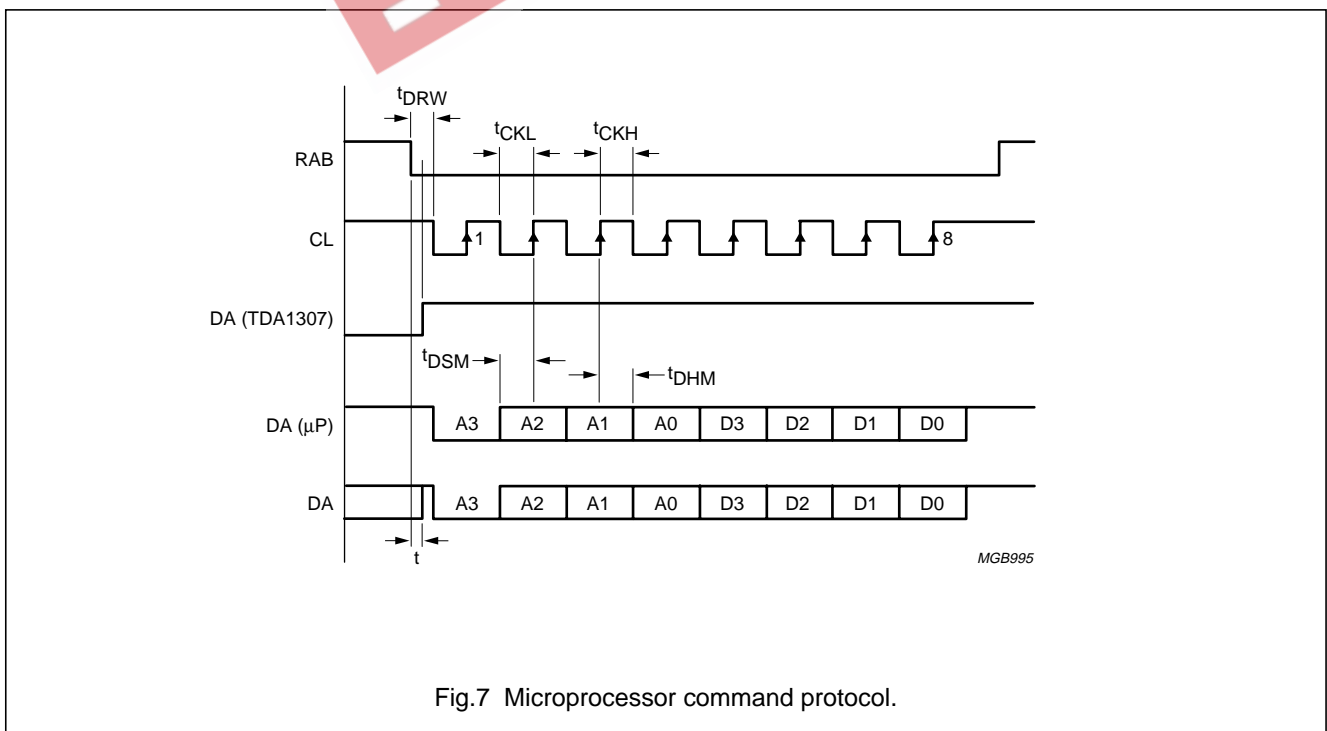 tDRW
tCKL tCKH
RAB
CL 1 8
DA (TDA1307)
tDSM tDHM
DA (μP) A3 A2 A1 A0 D3 D2 D1 D0
DA A3 A2 A1 A0 D3 D2 D1 D0
t
MGB995
Fig.7 Microprocessor command protocol.